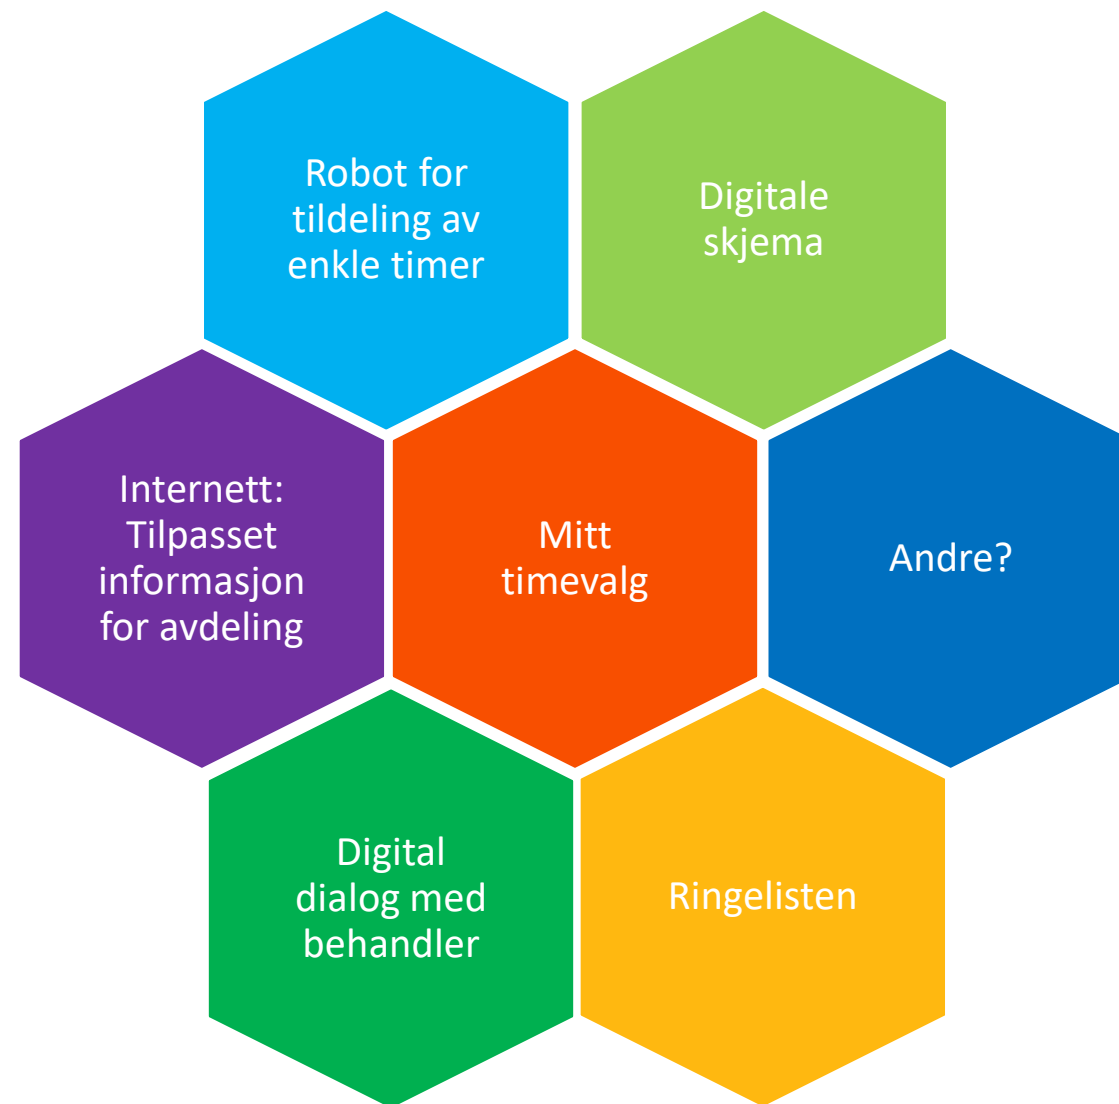 Robot for
tildeling av
enkle timer
Digitale
skjema
Internett:
Tilpasset
informasjon
for avdeling
Mitt
timevalg
Andre?
Digital
dialog med
behandler
Ringelisten